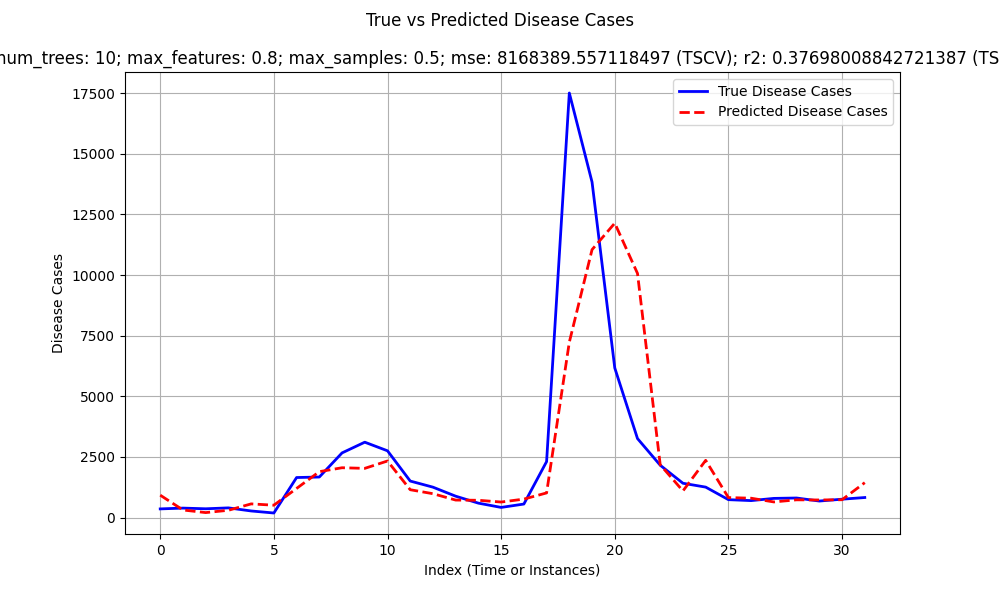 True vs Predicted Disease Cases
num_trees: 10; max_features: 0.8; max_samples: 0.5; mse: 8168389.557118497 (TSCV); r2: 0.37698008842721387 (TS
True Disease Cases
Predicted Disease Cases
17500
15000
12500
10000
7500
5000
2500
0
Disease Cases
0 5 10 15 20 25 30
Index (Time or Instances)